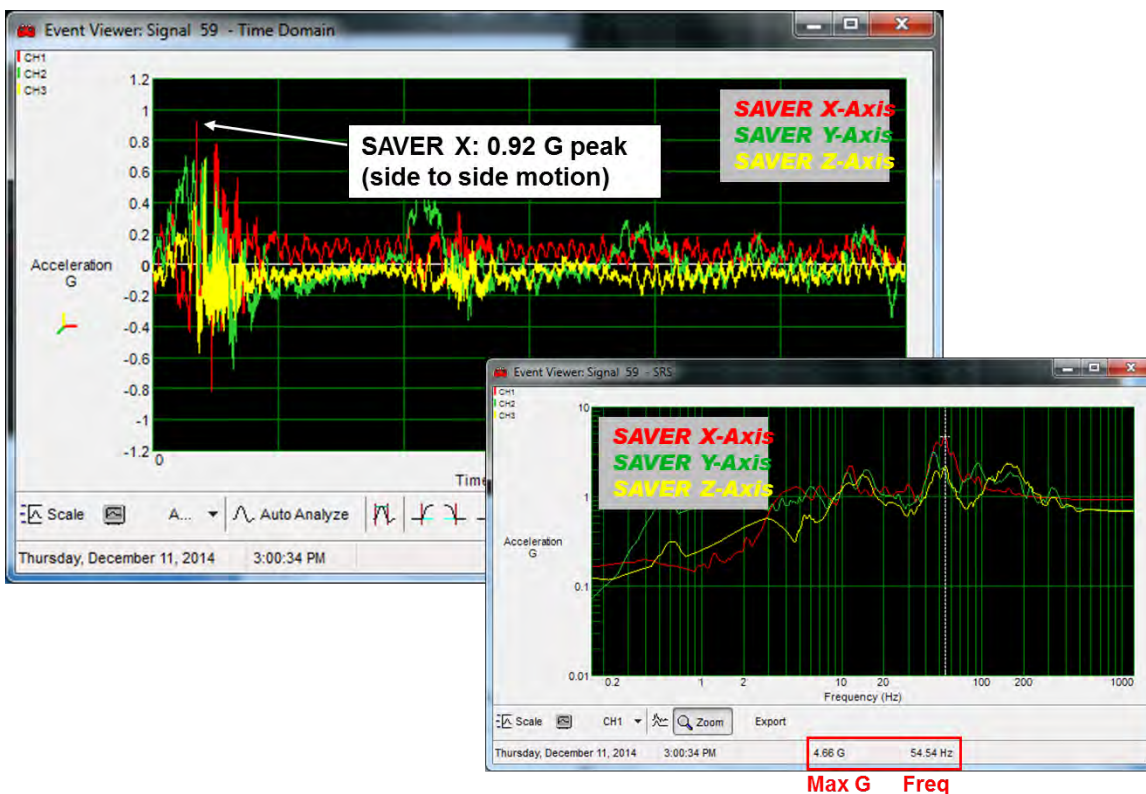 Event Viewer: Signal 59 - Time Domain
CH1
CH2
CH3
1.2
1
0.8
0.6
0.4
0.2
0
-0.2
-0.4
-0.6
-0.8
-1
-1.2
0
Acceleration
G
SAVER X: 0.92 G peak
(side to side motion)
SAVER X-Axis
SAVER Y-Axis
SAVER Z-Axis
Scale
A...
Auto Analyze
Thursday, December 11, 2014 3:00:34 PM
Event Viewer: Signal 59 - SRS
CH1
CH2
CH3
10
1
0.1
0.01
Acceleration
G
SAVER X-Axis
SAVER Y-Axis
SAVER Z-Axis
0.2 1 2 10 20 100 200 1000
Frequency (Hz)
Scale CH1 Zoom Export
Thursday, December 11, 2014 3:00:34 PM 4.66 G 54.54 Hz
Max G Freq